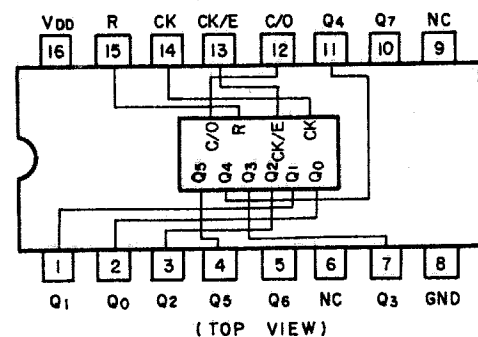 VDD R CK CK/E C/O Q4 Q7 NC
16 15 14 13 12 11 10 9
C/O R CK/E CK
Q5 Q4 Q3 Q2 Q1 Q0
1 2 3 4 5 6 7 8
Q1 Q0 Q2 Q5 Q6 NC Q3 GND
(TOP VIEW)